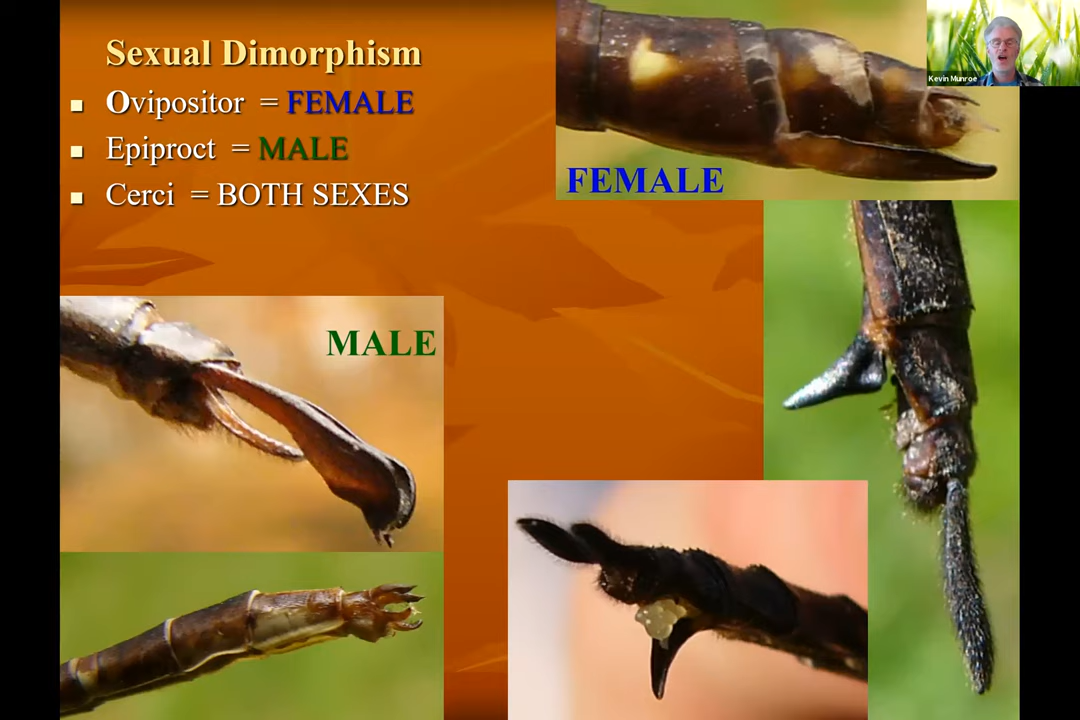 Sexual Dimorphism
Ovipositor = FEMALE
Epiproct = MALE
Cerci = BOTH SEXES
Kevin Munroe
FEMALE
MALE